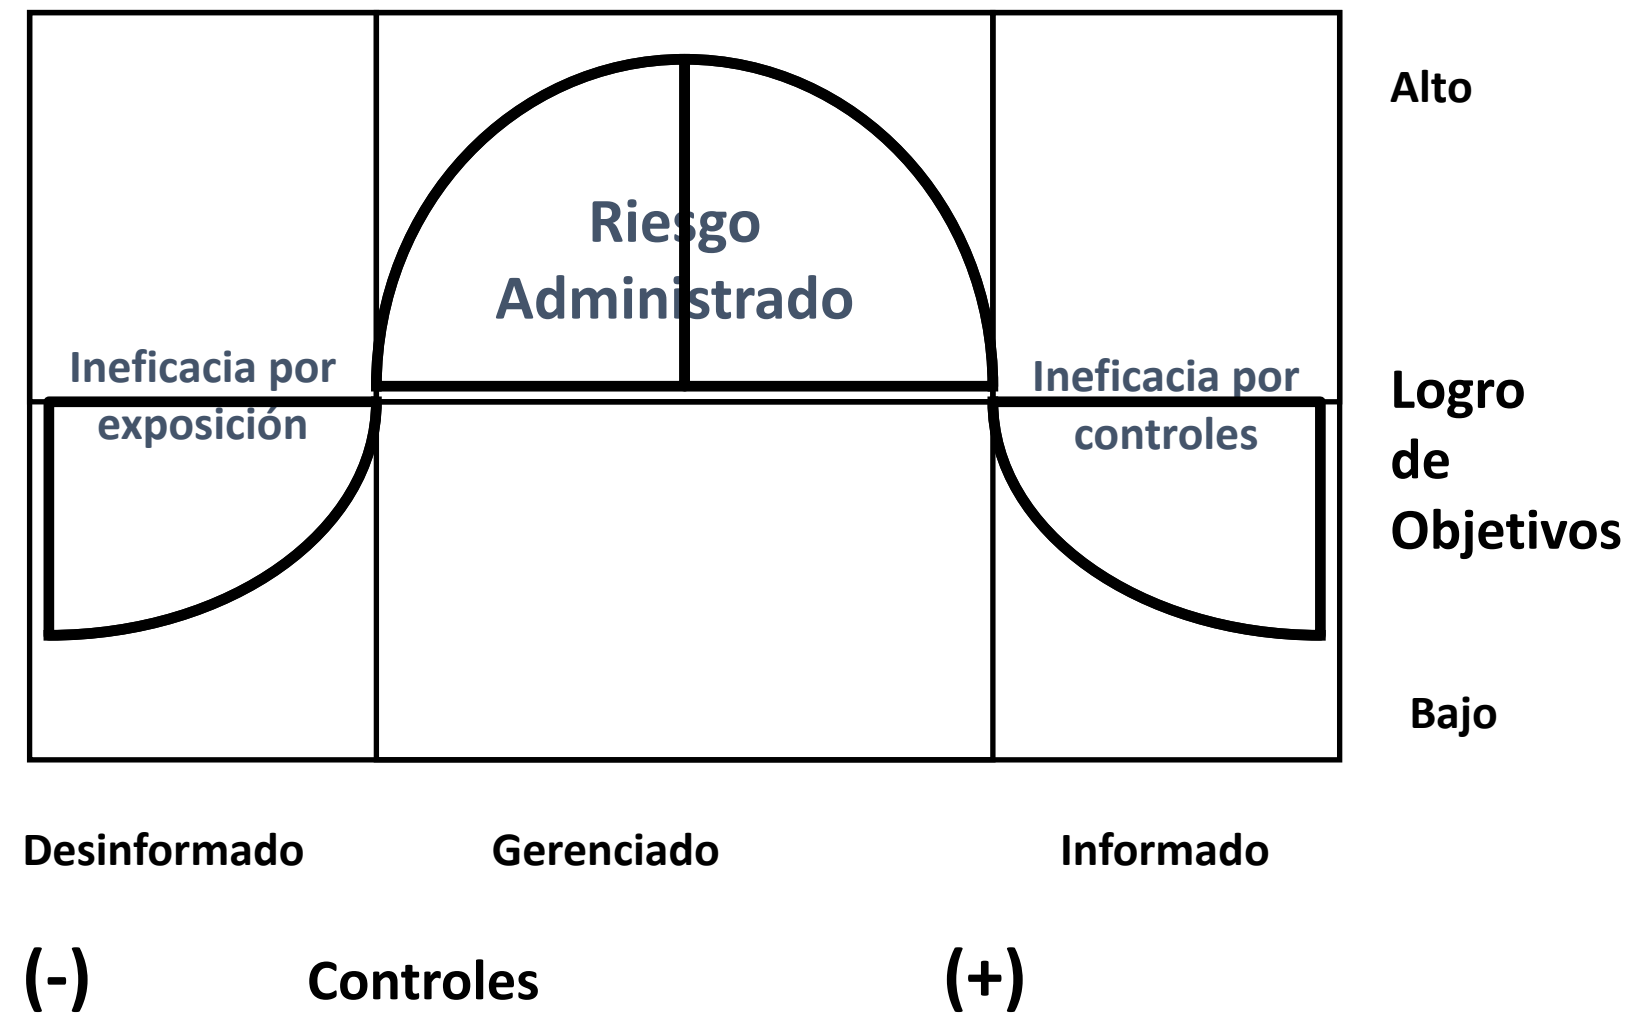 Alto
Riesgo
Administrado
Ineficacia por
exposición
Ineficacia por
controles
Logro
de
Objetivos
Bajo
Desinformado
Gerenciado
Informado
(-)
Controles
(+)